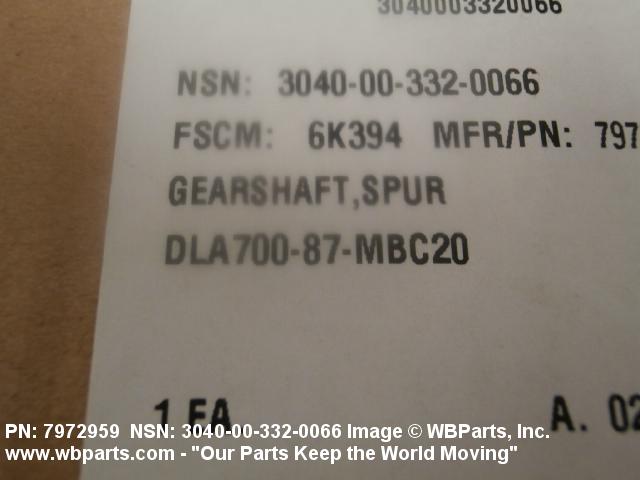 3040003320066
NSN: 3040-00-332-0066
FSCM: 6K394 MFR/PN: 797
GEARSHAFT,SPUR
DLA700-87-MBC20
1 EA A. 02
PN: 7972959 NSN: 3040-00-332-0066 Image © WBParts, Inc.
www.wbparts.com - "Our Parts Keep the World Moving"